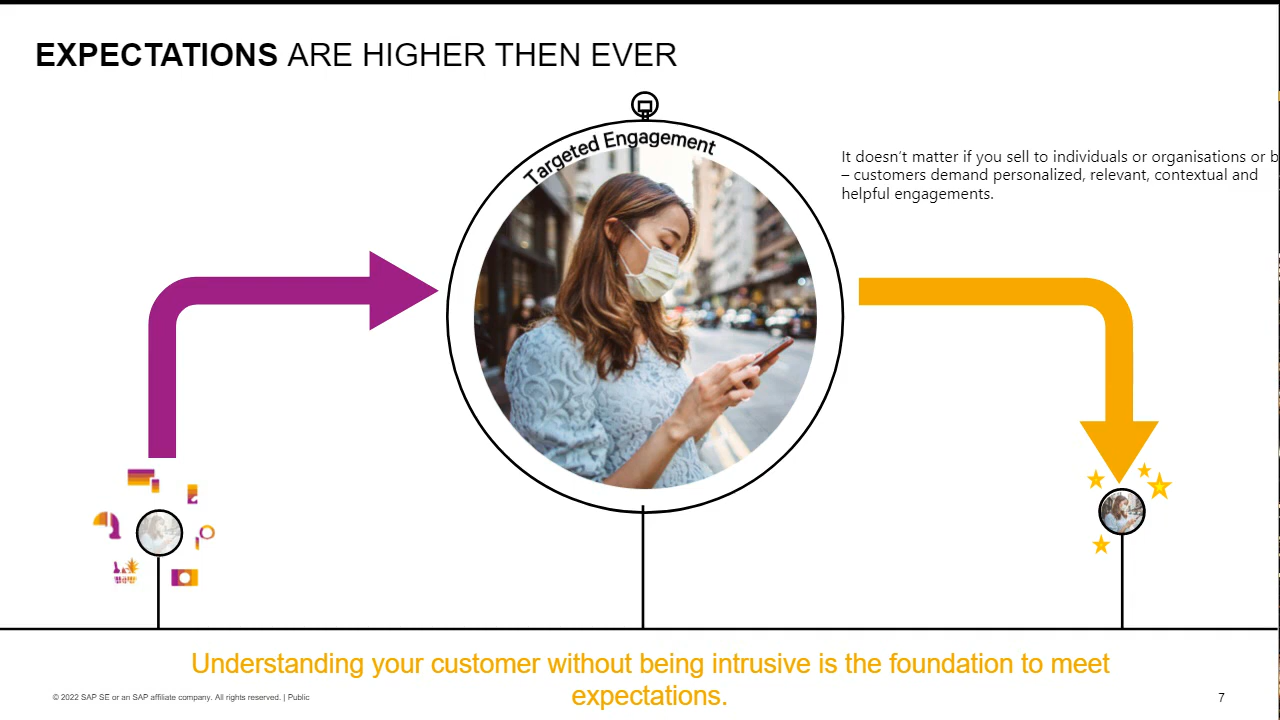 EXPECTATIONS ARE HIGHER THEN EVER
Targeted Engagement
It doesn’t matter if you sell to individuals or organisations or
– customers demand personalized, relevant, contextual and
helpful engagements.
Understanding your customer without being intrusive is the foundation to meet
expectations.
© 2022 SAP SE or an SAP affiliate company. All rights reserved. | Public
7